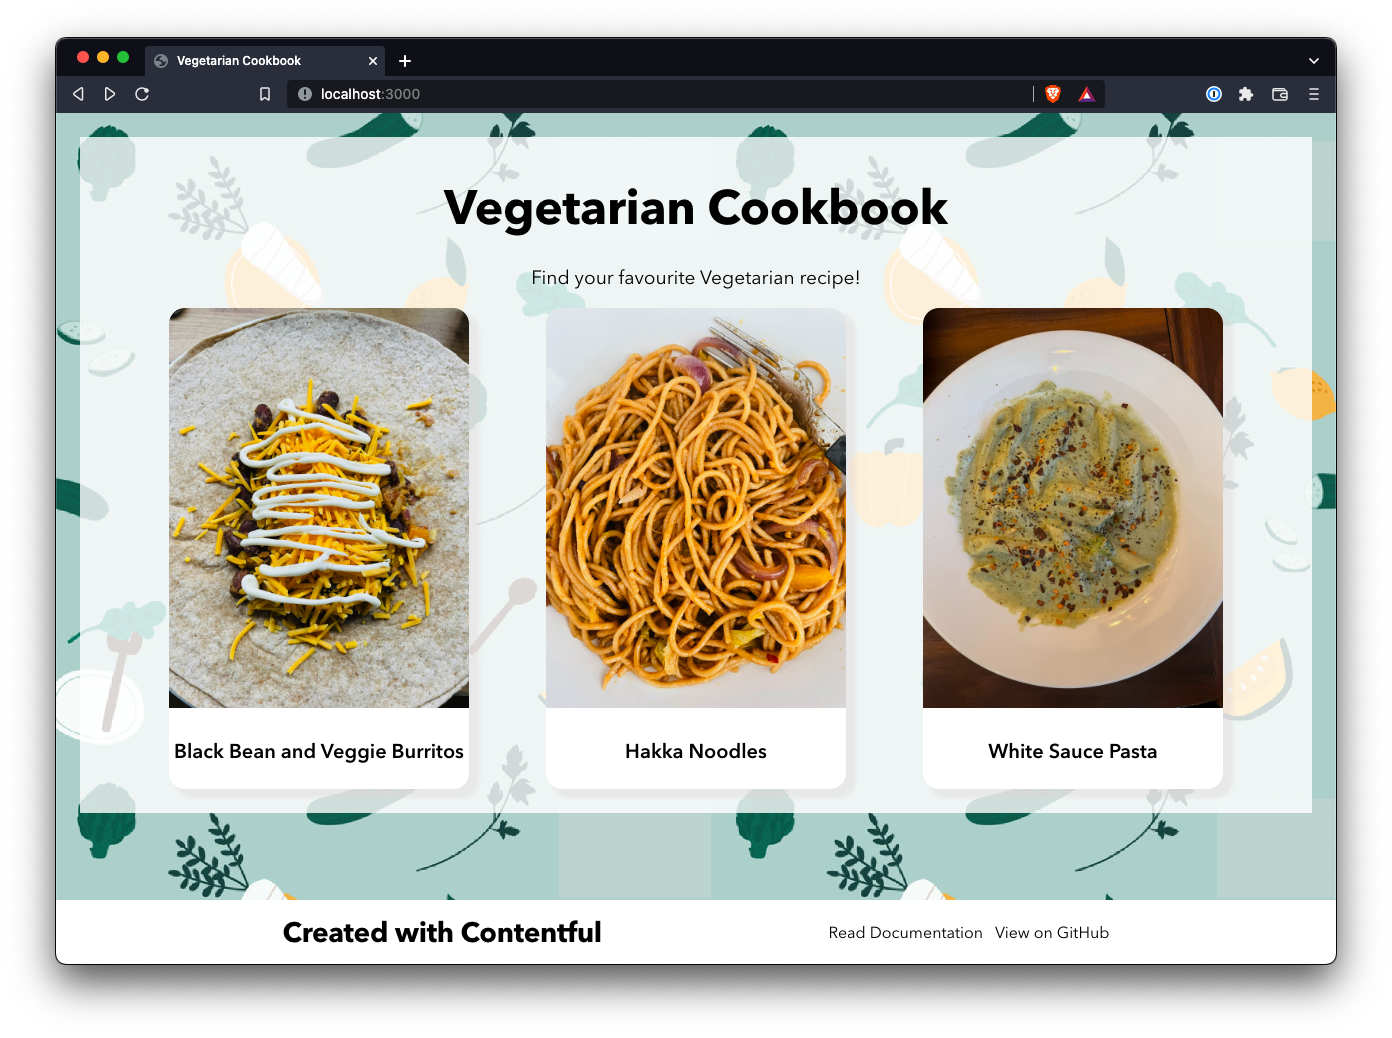 Vegetarian Cookbook
localhost:3000
Vegetarian Cookbook
Find your favourite Vegetarian recipe!
Black Bean and Veggie Burritos
Hakka Noodles
White Sauce Pasta
Created with Contentful
Read Documentation View on GitHub